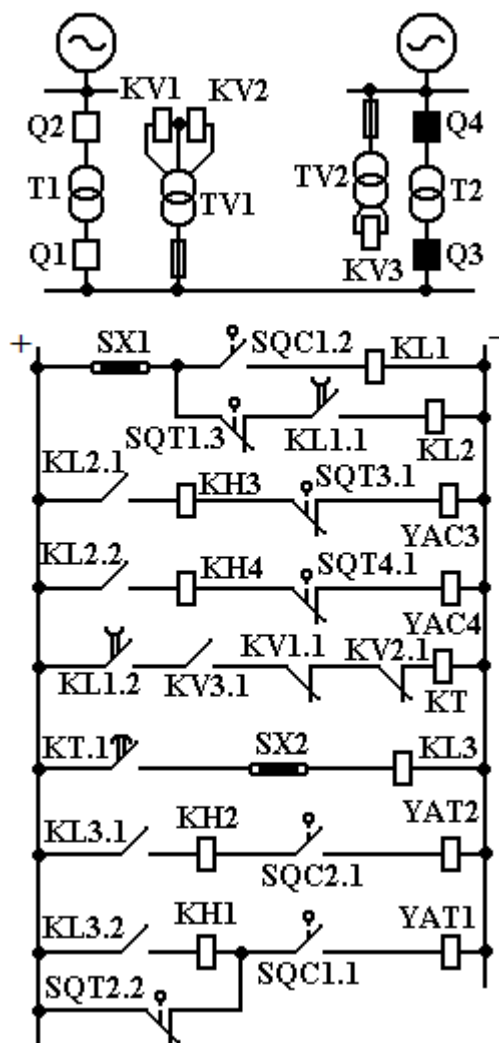 KV1 KV2
Q2 Q4
T1 TV1 TV2 T2
Q1 KV3 Q3
+ SX1 SQC1.2 KL1 −
SQT1.3 KL1.1 KL2
KL2.1 KH3 SQT3.1 YAC3
KL2.2 KH4 SQT4.1 YAC4
KL1.2 KV3.1 KV1.1 KV2.1 KT
KT.1 SX2 KL3
KL3.1 KH2 SQC2.1 YAT2
KL3.2 KH1 SQC1.1 YAT1
SQT2.2